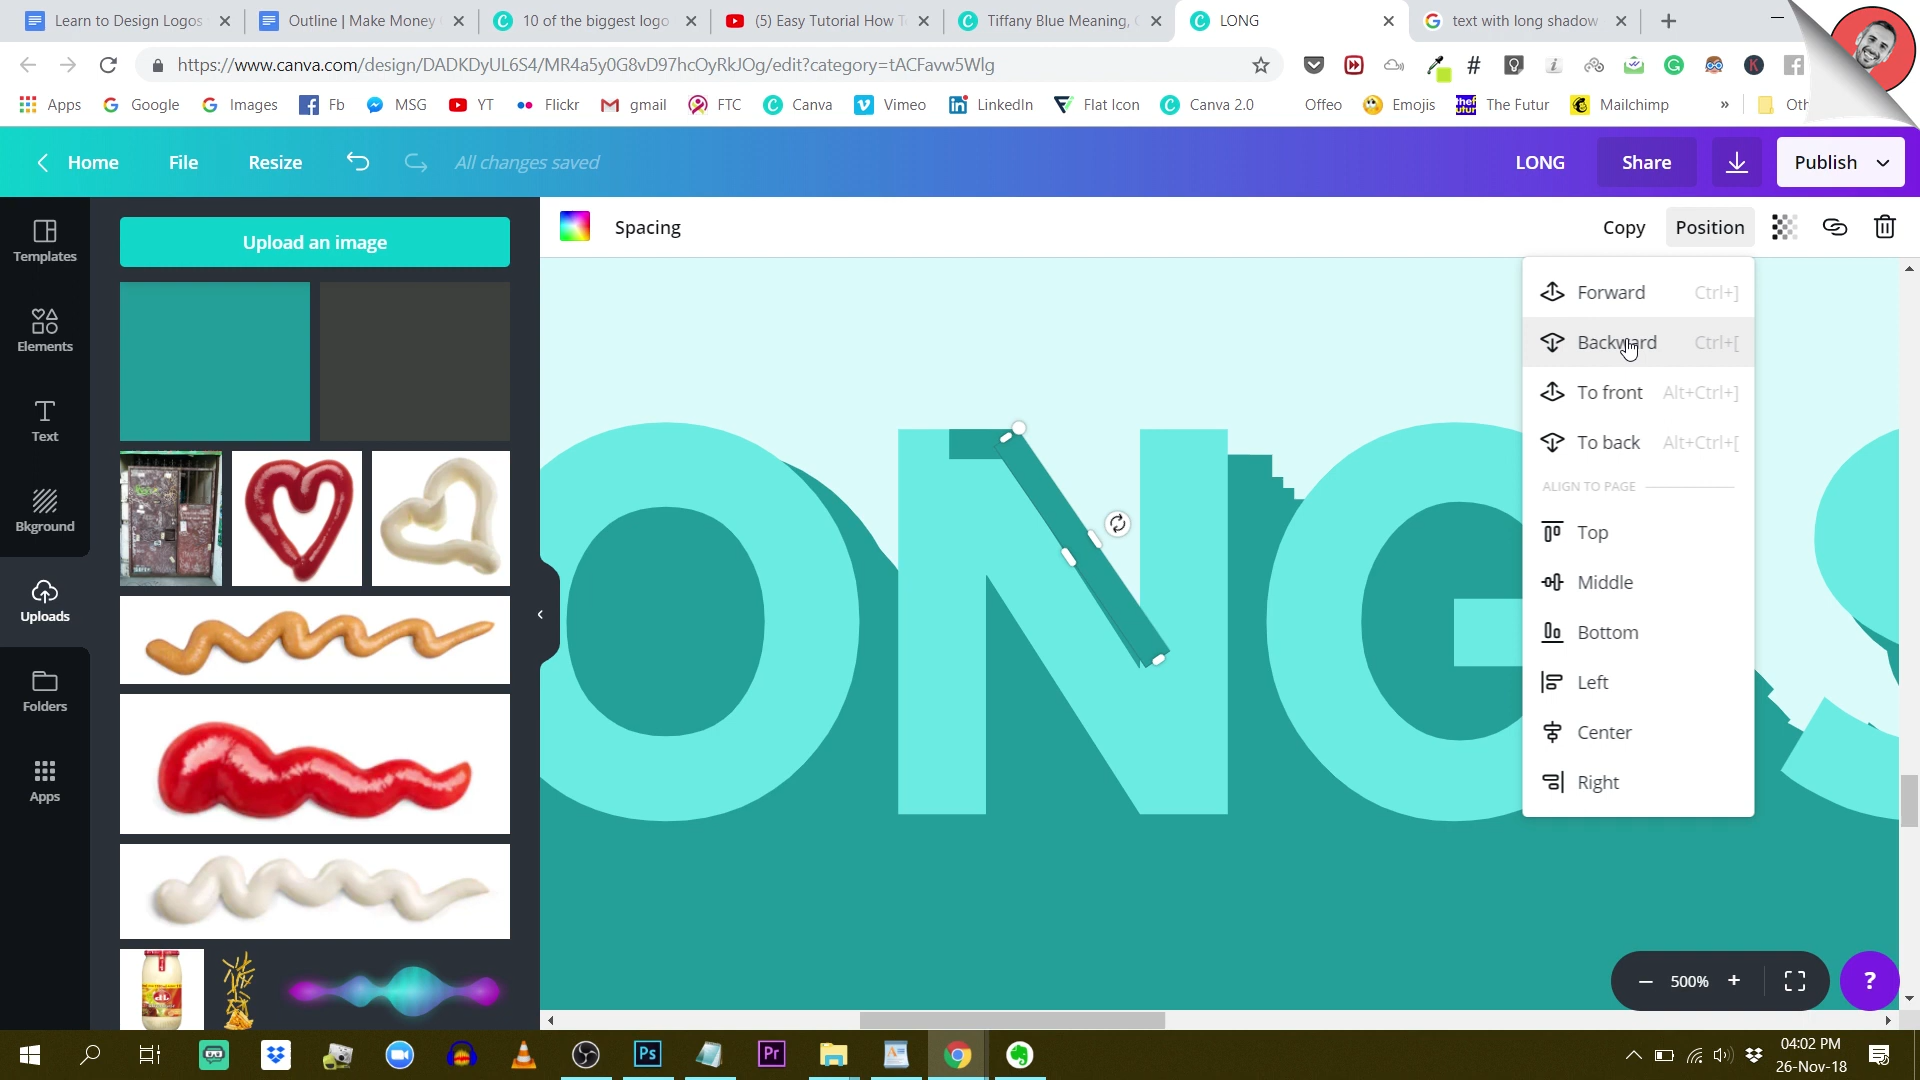 Learn to Design Logos
Outline | Make Money
10 of the biggest logo
(5) Easy Tutorial How T
Tiffany Blue Meaning,
LONG
text with long shadow
https://www.canva.com/design/DADKDyUL6S4/MR4a5y0G8vD97hcOyRkJOg/edit?category=tACFavw5Wlg
Apps
Google
Images
Fb
MSG
YT
Flickr
gmail
FTC
Canva
Vimeo
LinkedIn
Flat Icon
Canva 2.0
Offeo
Emojis
The Futur
Mailchimp
»
Home
File
Resize
All changes saved
LONG
Share
Publish
Templates
Elements
Text
Bkground
Uploads
Folders
Apps
Upload an image
Spacing
Copy
Position
Forward Ctrl+]
Backward Ctrl+[
To front Alt+Ctrl+]
To back Alt+Ctrl+[
ALIGN TO PAGE
Top
Middle
Bottom
Left
Center
Right
ONG
500%
?
Ps
Pr
04:02 PM
26-Nov-18